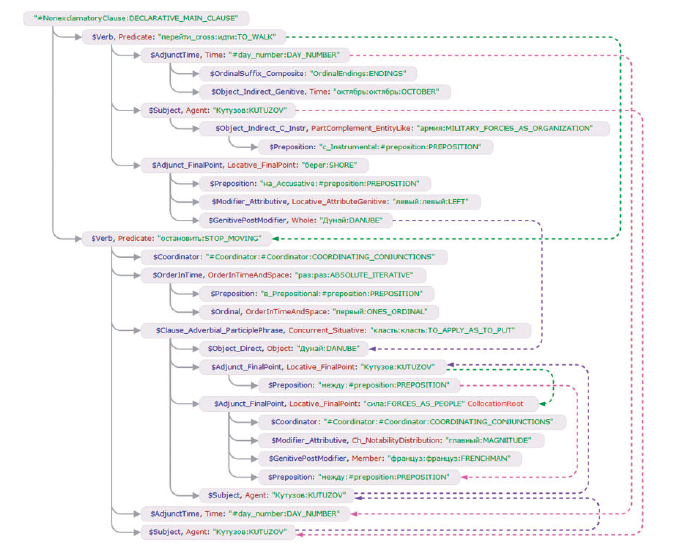 "#NonexclamatoryClause:DECLARATIVE_MAIN_CLAUSE"
$Verb, Predicate: "перейти_cross:идти:TO_WALK"
$AdjunctTime, Time: "#day_number:DAY_NUMBER"
$OrdinalSuffix_Composite: "OrdinalEndings:ENDINGS"
$Object_Indirect_Genitive, Time: "октябрь:октябрь:OCTOBER"
$Subject, Agent: "Кутузов:KUTUZOV"
$Object_Indirect_C_Instr, PartComplement_EntityLike: "армия:MILITARY_FORCES_AS_ORGANIZATION"
$Preposition: "с_Instrumental:#preposition:PREPOSITION"
$Adjunct_FinalPoint, Locative_FinalPoint: "берег:SHORE"
$Preposition: "на_Accusative:#preposition:PREPOSITION"
$Modifier_Attributive, Locative_AttributeGenitive: "левый:левый:LEFT"
$GenitivePostModifier, Whole: "Дунай:DANUBE"
$Verb, Predicate: "остановить:STOP_MOVING"
$Coordinator: "#Coordinator:#Coordinator:COORDINATING_CONJUNCTIONS"
$OrderInTime, OrderInTimeAndSpace: "раз:раз:ABSOLUTE_ITERATIVE"
$Preposition: "в_Prepositional:#preposition:PREPOSITION"
$Ordinal, OrderInTimeAndSpace: "первый:ONES_ORDINAL"
$Clause_Adverbial_ParticiplePhrase, Concurrent_Situative: "класть:класть:TO_APPLY_AS_TO_PUT"
$Object_Direct, Object: "Дунай:DANUBE"
$Adjunct_FinalPoint, Locative_FinalPoint: "Кутузов:KUTUZOV"
$Preposition: "между:#preposition:PREPOSITION"
$Adjunct_FinalPoint, Locative_FinalPoint: "сила:FORCES_AS_PEOPLE" CollocationRoot
$Coordinator: "#Coordinator:#Coordinator:COORDINATING_CONJUNCTIONS"
$Modifier_Attributive, Ch_NotabilityDistribution: "главный:MAGNITUDE"
$GenitivePostModifier, Member: "француз:француз:FRENCHMAN"
$Preposition: "между:#preposition:PREPOSITION"
$Subject, Agent: "Кутузов:KUTUZOV"
$AdjunctTime, Time: "#day_number:DAY_NUMBER"
$Subject, Agent: "Кутузов:KUTUZOV"